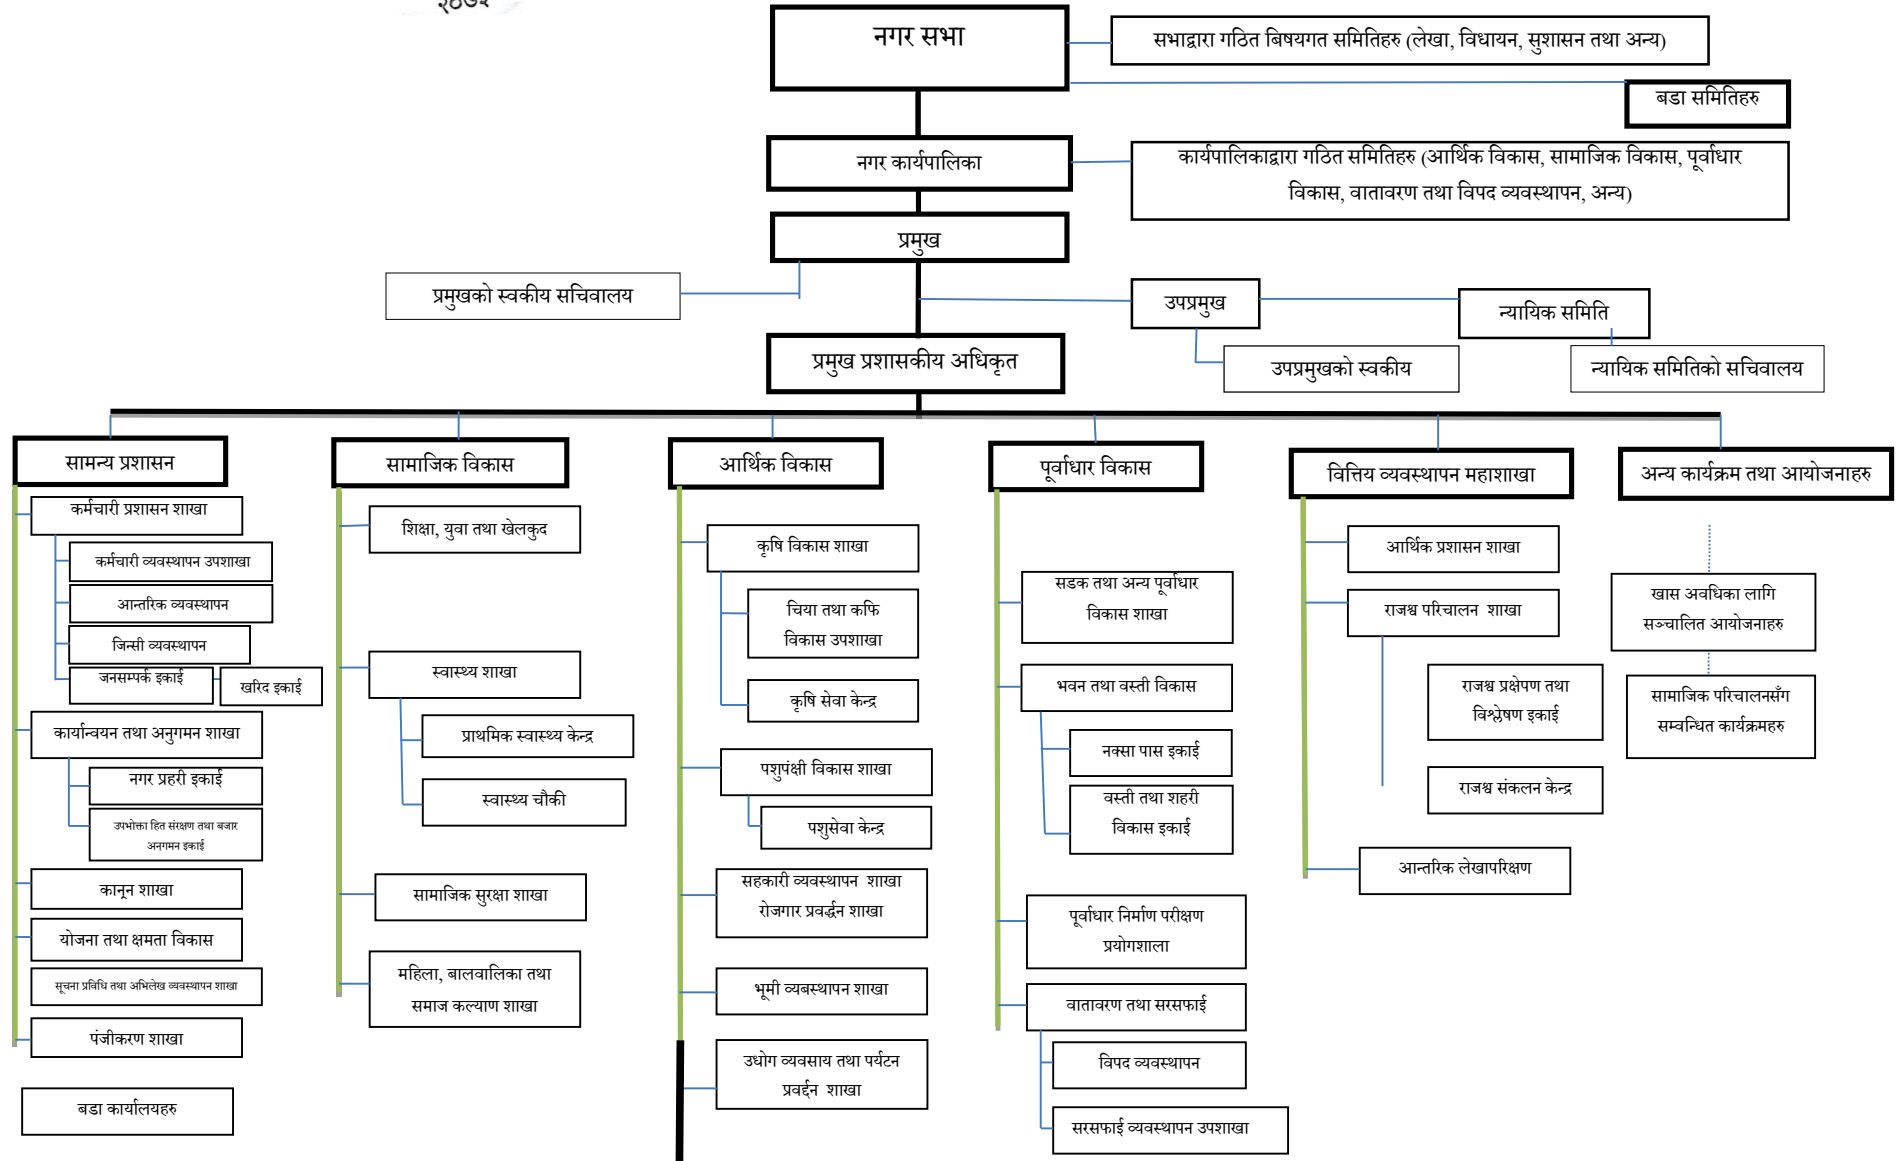 २०७३
नगर सभा
सभाद्वारा गठित बिषयगत समितिहरु (लेखा, विधायन, सुशासन तथा अन्य)
बडा समितिहरु
नगर कार्यपालिका
कार्यपालिकाद्वारा गठित समितिहरु (आर्थिक विकास, सामाजिक विकास, पूर्वाधार
विकास, वातावरण तथा विपद व्यवस्थापन, अन्य)
प्रमुख
प्रमुखको स्वकीय सचिवालय
उपप्रमुख
न्यायिक समिति
प्रमुख प्रशासकीय अधिकृत
उपप्रमुखको स्वकीय
न्यायिक समितिको सचिवालय
सामन्य प्रशासन
कर्मचारी प्रशासन शाखा
कर्मचारी व्यवस्थापन उपशाखा
आन्तरिक व्यवस्थापन
जिन्सी व्यवस्थापन
जनसम्पर्क इकाई
खरिद इकाई
कार्यान्वयन तथा अनुगमन शाखा
नगर प्रहरी इकाई
उपभोक्ता हित संरक्षण तथा बजार
अनगमन इकाई
कानून शाखा
योजना तथा क्षमता विकास
सूचना प्रविधि तथा अभिलेख व्यवस्थापन शाखा
पंजीकरण शाखा
बडा कार्यालयहरु
सामाजिक विकास
शिक्षा, युवा तथा खेलकुद
स्वास्थ्य शाखा
प्राथमिक स्वास्थ्य केन्द्र
स्वास्थ्य चौकी
सामाजिक सुरक्षा शाखा
महिला, बालवालिका तथा
समाज कल्याण शाखा
आर्थिक विकास
कृषि विकास शाखा
चिया तथा कफि
विकास उपशाखा
कृषि सेवा केन्द्र
पशुपंक्षी विकास शाखा
पशुसेवा केन्द्र
सहकारी व्यवस्थापन शाखा
रोजगार प्रवर्द्धन शाखा
भूमी व्यबस्थापन शाखा
उधोग व्यवसाय तथा पर्यटन
प्रवर्द्दन शाखा
पूर्वाधार विकास
सडक तथा अन्य पूर्वाधार
विकास शाखा
भवन तथा वस्ती विकास
नक्सा पास इकाई
वस्ती तथा शहरी
विकास इकाई
पूर्वाधार निर्माण परीक्षण
प्रयोगशाला
वातावरण तथा सरसफाई
विपद व्यवस्थापन
सरसफाई व्यवस्थापन उपशाखा
वित्तिय व्यवस्थापन महाशाखा
आर्थिक प्रशासन शाखा
राजश्व परिचालन शाखा
राजश्व प्रक्षेपण तथा
विश्लेषण इकाई
राजश्व संकलन केन्द्र
आन्तरिक लेखापरिक्षण
अन्य कार्यक्रम तथा आयोजनाहरु
खास अवधिका लागि
सञ्चालित आयोजनाहरु
सामाजिक परिचालनसँग
सम्वन्धित कार्यक्रमहरु